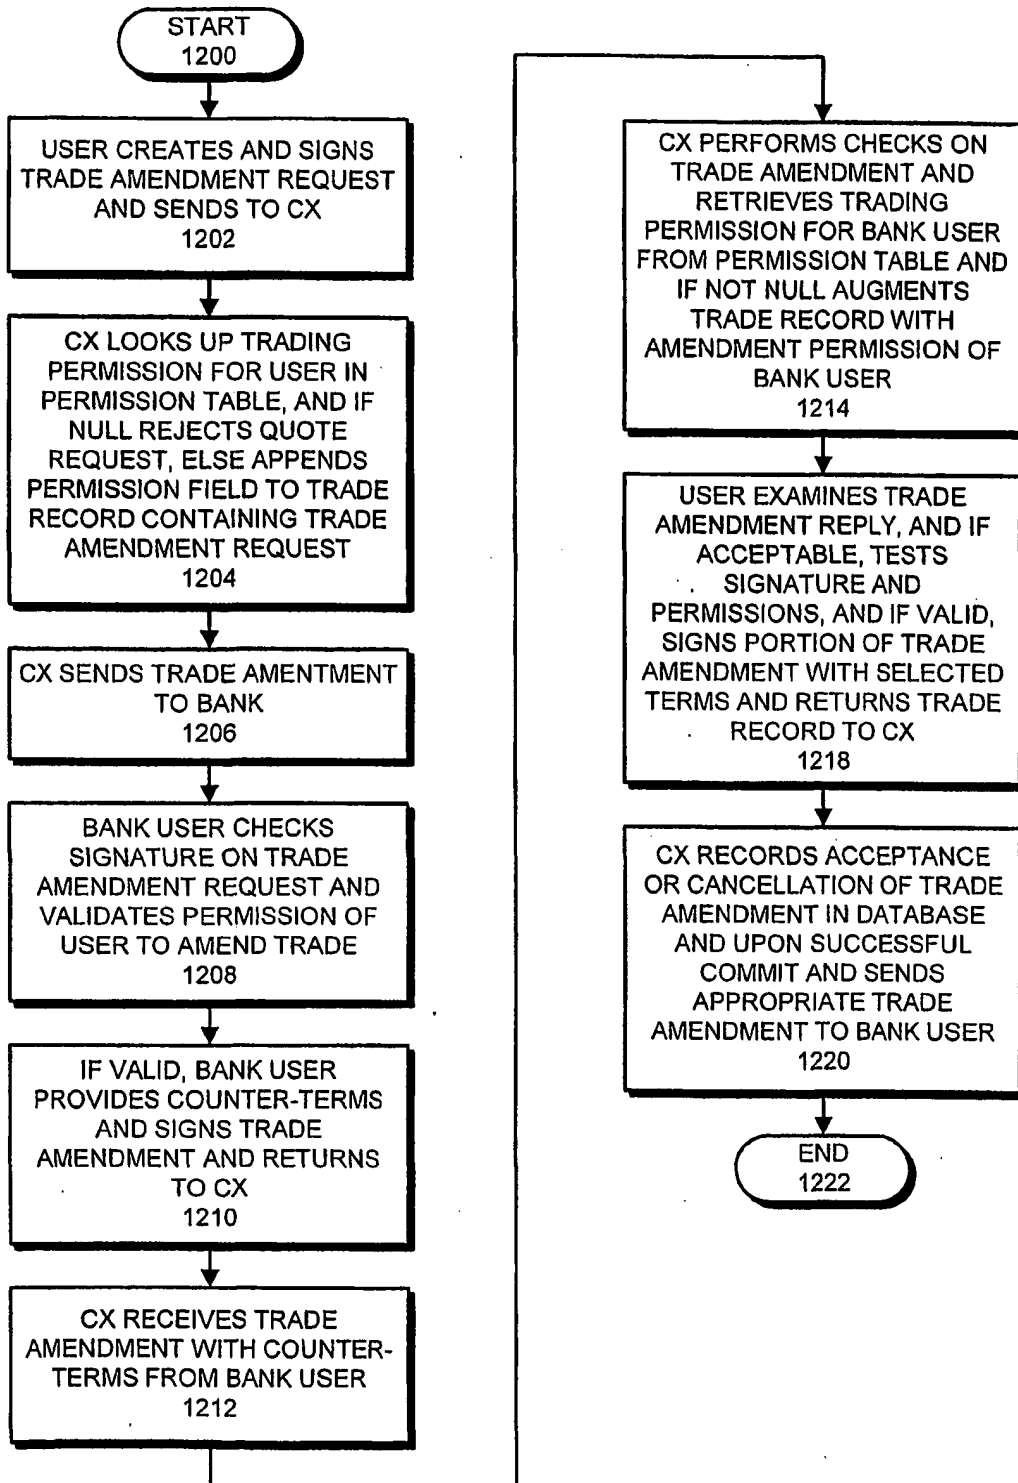 START
1200
USER CREATES AND SIGNS
TRADE AMENDMENT REQUEST
AND SENDS TO CX
1202
CX LOOKS UP TRADING
PERMISSION FOR USER IN
PERMISSION TABLE, AND IF
NULL REJECTS QUOTE
REQUEST, ELSE APPENDS
PERMISSION FIELD TO TRADE
RECORD CONTAINING TRADE
AMENDMENT REQUEST
1204
CX SENDS TRADE AMENTMENT
TO BANK
1206
BANK USER CHECKS
SIGNATURE ON TRADE
AMENDMENT REQUEST AND
VALIDATES PERMISSION OF
USER TO AMEND TRADE
1208
IF VALID, BANK USER
PROVIDES COUNTER-TERMS
AND SIGNS TRADE
AMENDMENT AND RETURNS
TO CX
1210
CX RECEIVES TRADE
AMENDMENT WITH COUNTER-
TERMS FROM BANK USER
1212
CX PERFORMS CHECKS ON
TRADE AMENDMENT AND
RETRIEVES TRADING
PERMISSION FOR BANK USER
FROM PERMISSION TABLE AND
IF NOT NULL AUGMENTS
TRADE RECORD WITH
AMENDMENT PERMISSION OF
BANK USER
1214
USER EXAMINES TRADE
AMENDMENT REPLY, AND IF
ACCEPTABLE, TESTS
SIGNATURE AND
PERMISSIONS, AND IF VALID,
SIGNS PORTION OF TRADE
AMENDMENT WITH SELECTED
TERMS AND RETURNS TRADE
RECORD TO CX
1218
CX RECORDS ACCEPTANCE
OR CANCELLATION OF TRADE
AMENDMENT IN DATABASE
AND UPON SUCCESSFUL
COMMIT AND SENDS
APPROPRIATE TRADE
AMENDMENT TO BANK USER
1220
END
1222